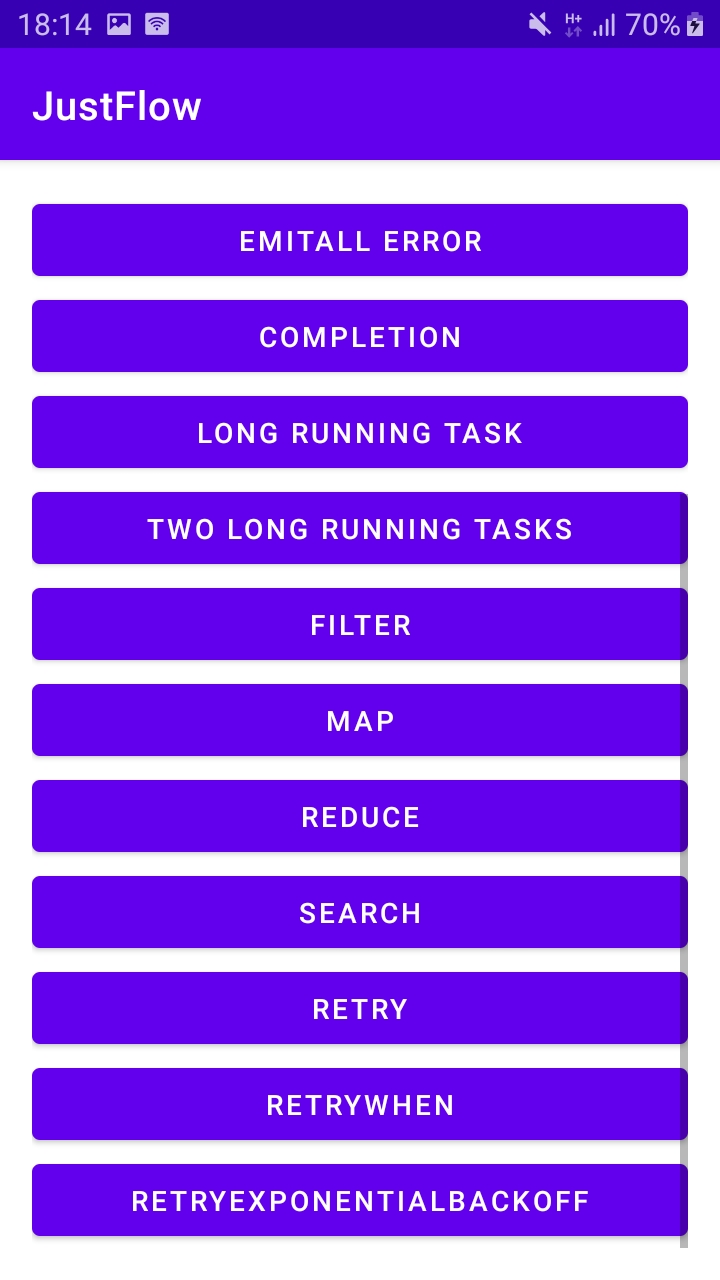 18:14 H+ 70%
JustFlow
EMITALL ERROR
COMPLETION
LONG RUNNING TASK
TWO LONG RUNNING TASKS
FILTER
MAP
REDUCE
SEARCH
RETRY
RETRYWHEN
RETRYEXPONENTIALBACKOFF